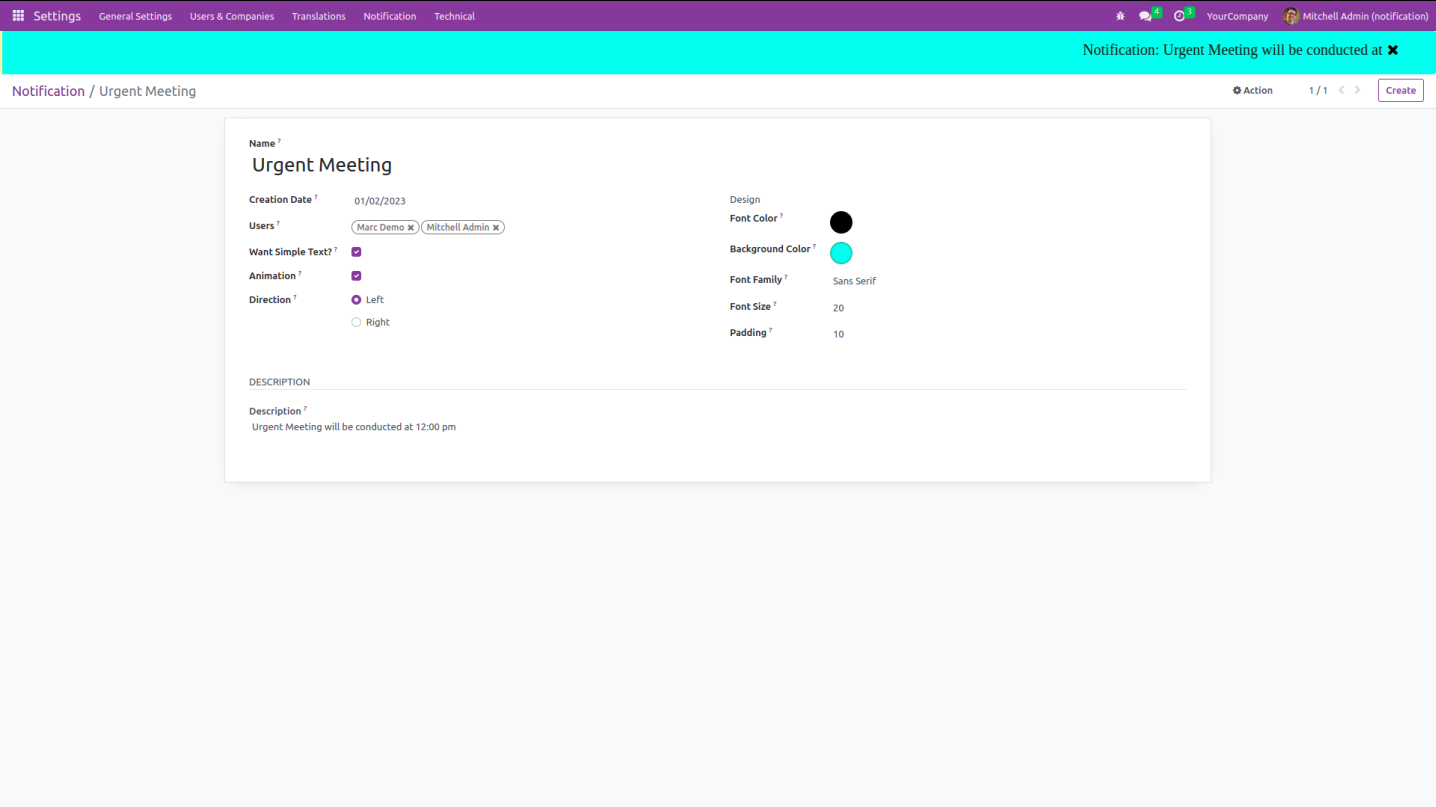 Settings General Settings Users & Companies Translations Notification Technical 4 3 YourCompany Mitchell Admin (notification)
Notification: Urgent Meeting will be conducted at ✖
Notification / Urgent Meeting Action 1 / 1 Create
Name ?
Urgent Meeting
Creation Date ? 01/02/2023
Users ? Marc Demo ✖ Mitchell Admin ✖
Want Simple Text? ?
Animation ?
Direction ? Left
Right
Design
Font Color ?
Background Color ?
Font Family ? Sans Serif
Font Size ? 20
Padding ? 10
DESCRIPTION
Description ?
Urgent Meeting will be conducted at 12:00 pm